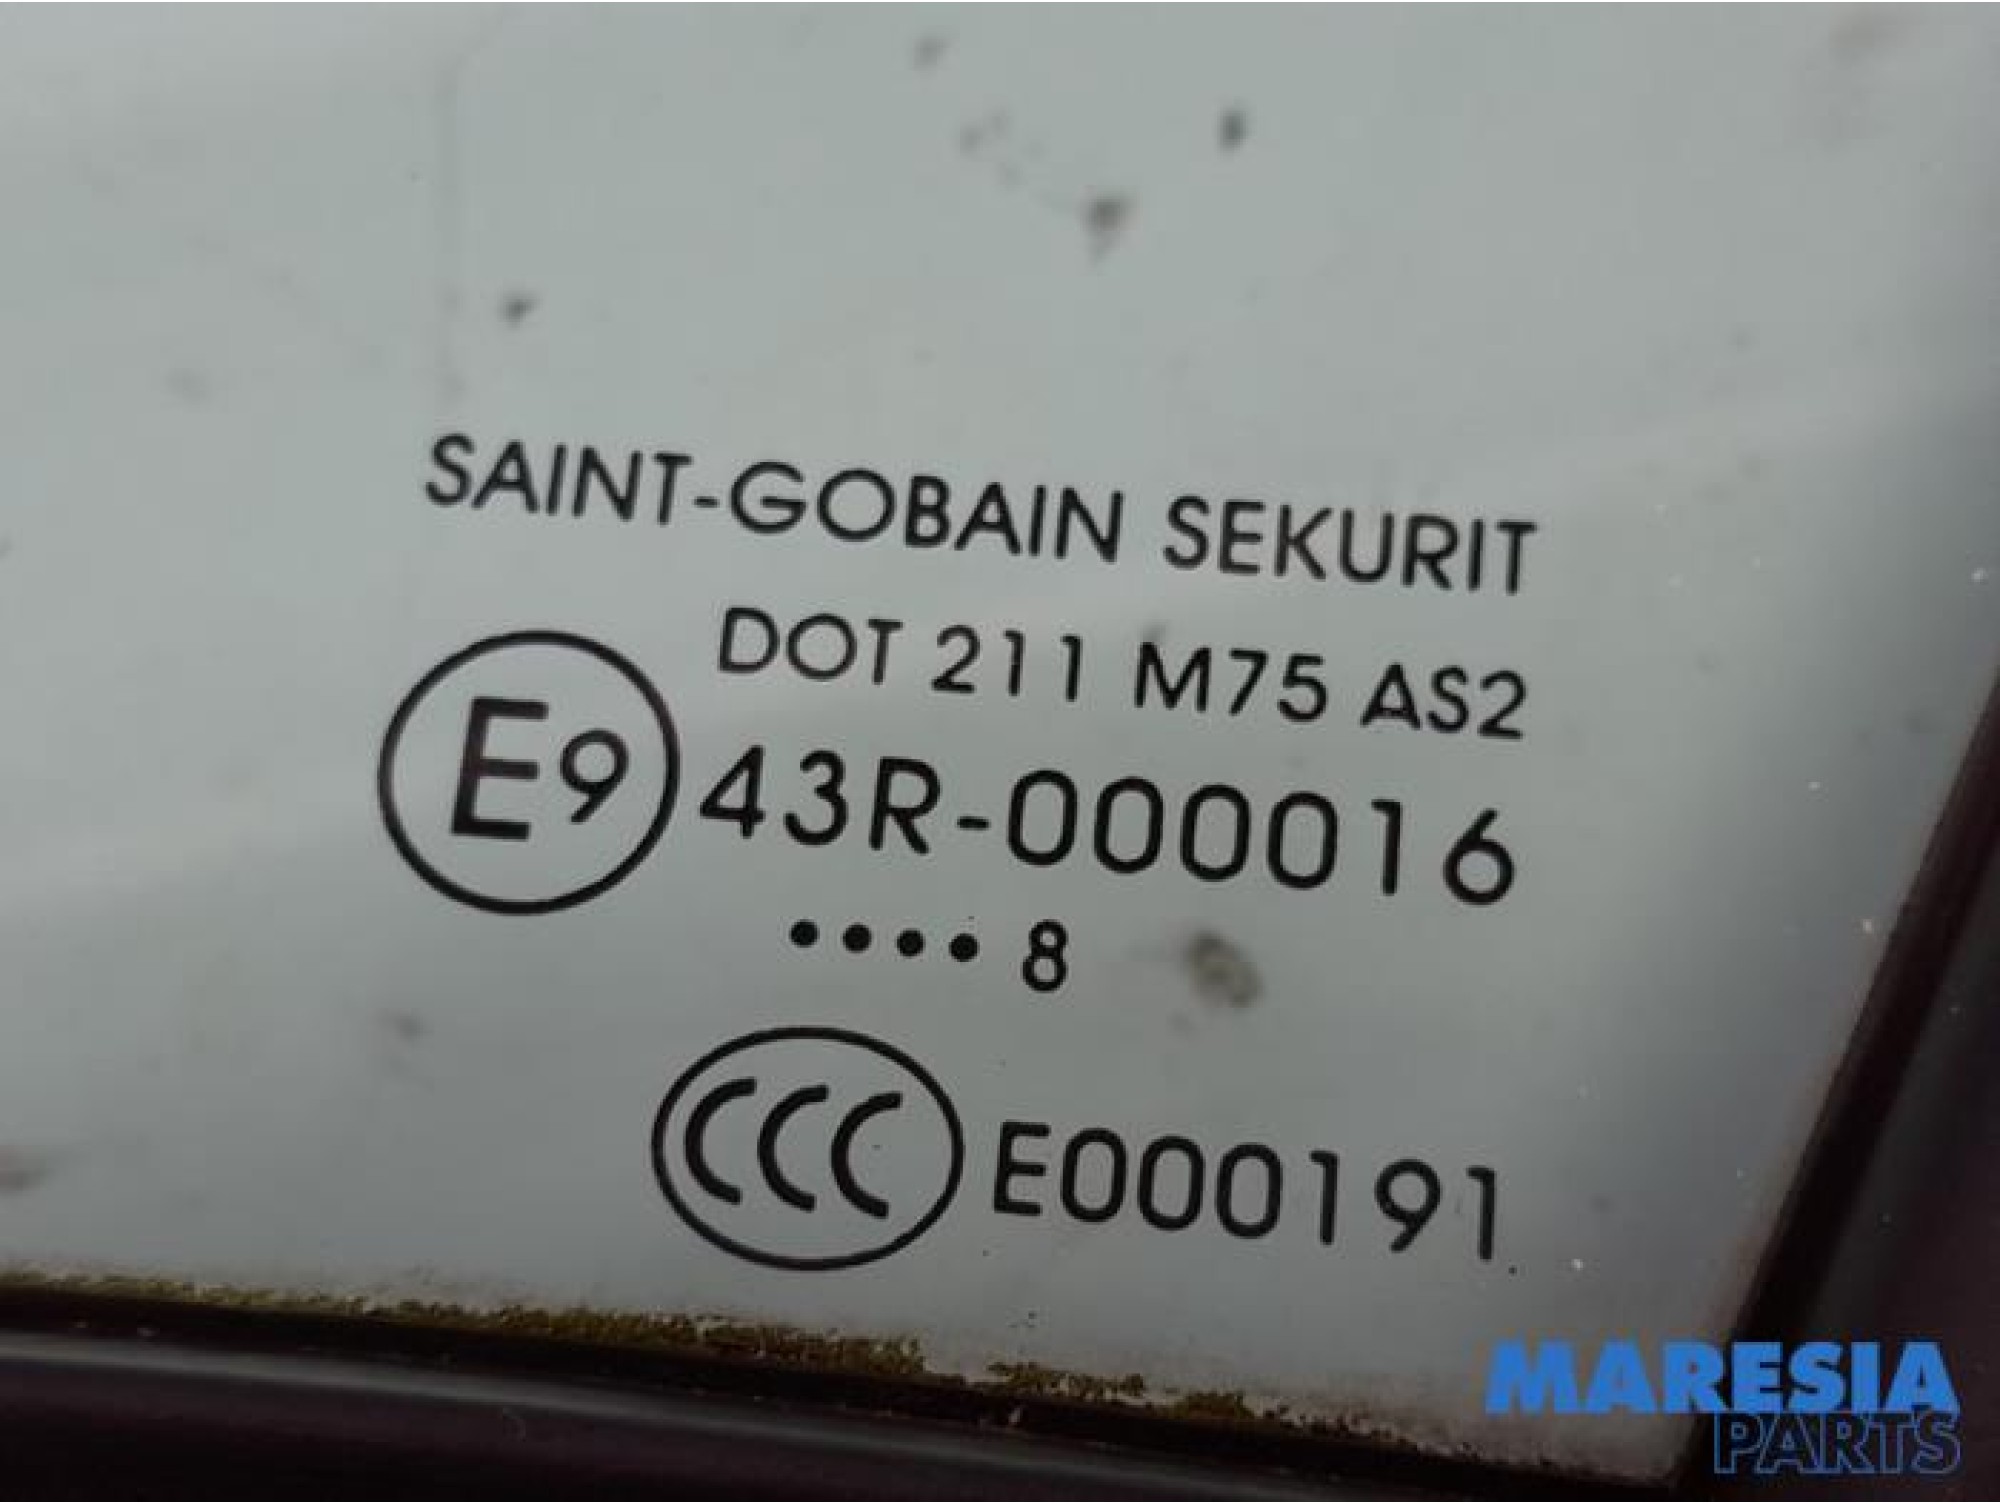 SAINT-GOBAIN SEKURIT
DOT 211 M75 AS2
E9 43R-000016
•••• 8
CCC E000191
MARESIA
PARTS